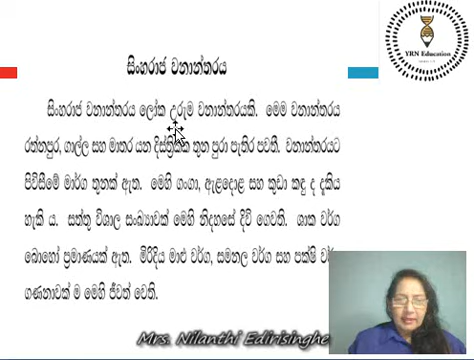 YRN Education
සිංහරාජ වනාන්තරය
සිංහරාජ වනාන්තරය ලෝක උරුම වනාන්තරයකි. මෙම වනාන්තරය
රත්නපුර, ගාල්ල සහ මාතර යන දිස්ත්‍රික්ක තුන පුරා පැතිර පවතී. වනාන්තරයට
පිවිසීමේ මාර්ග තුනක් ඇත. මෙහි ගංගා, ඇළදොළ සහ කුඩා කඳු ද දැකිය
හැකි ය. සත්තු විශාල සංඛ්‍යාවක් මෙහි නිදහසේ දිවි ගෙවති. ශාක වර්ග
බොහෝ ප්‍රමාණයක් ඇත. මිරිදිය මාළු වර්ග, සමනල වර්ග සහ පක්ෂි වර්ග
ගණනාවක් ම මෙහි ජීවත් වෙති.
Mrs. Nilanthi Edirisinghe